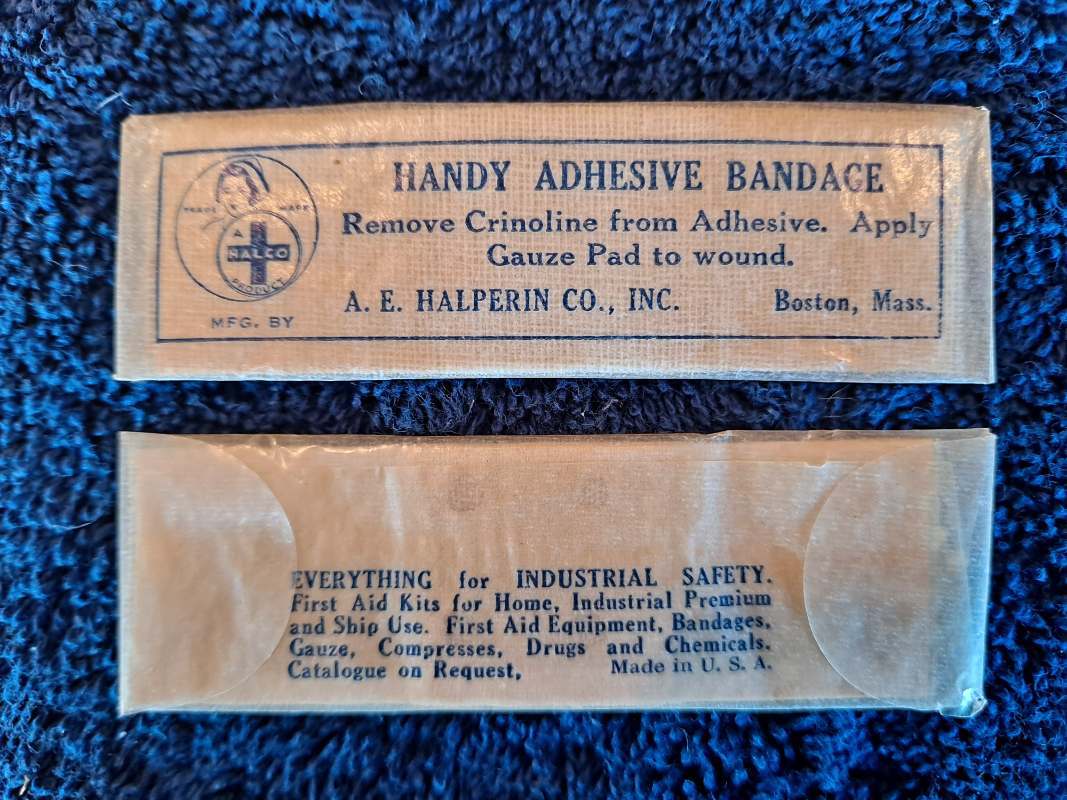 HANDY ADHESIVE BANDAGE
Remove Crinoline from Adhesive. Apply
Gauze Pad to wound.
A. E. HALPERIN CO., INC. Boston, Mass.
TRADE MARK
A
HALCO
PRODUCT
MFG. BY
EVERYTHING for INDUSTRIAL SAFETY.
First Aid Kits for Home, Industrial Premium
and Ship Use. First Aid Equipment, Bandages,
Gauze, Compresses, Drugs and Chemicals.
Catalogue on Request, Made in U. S. A.